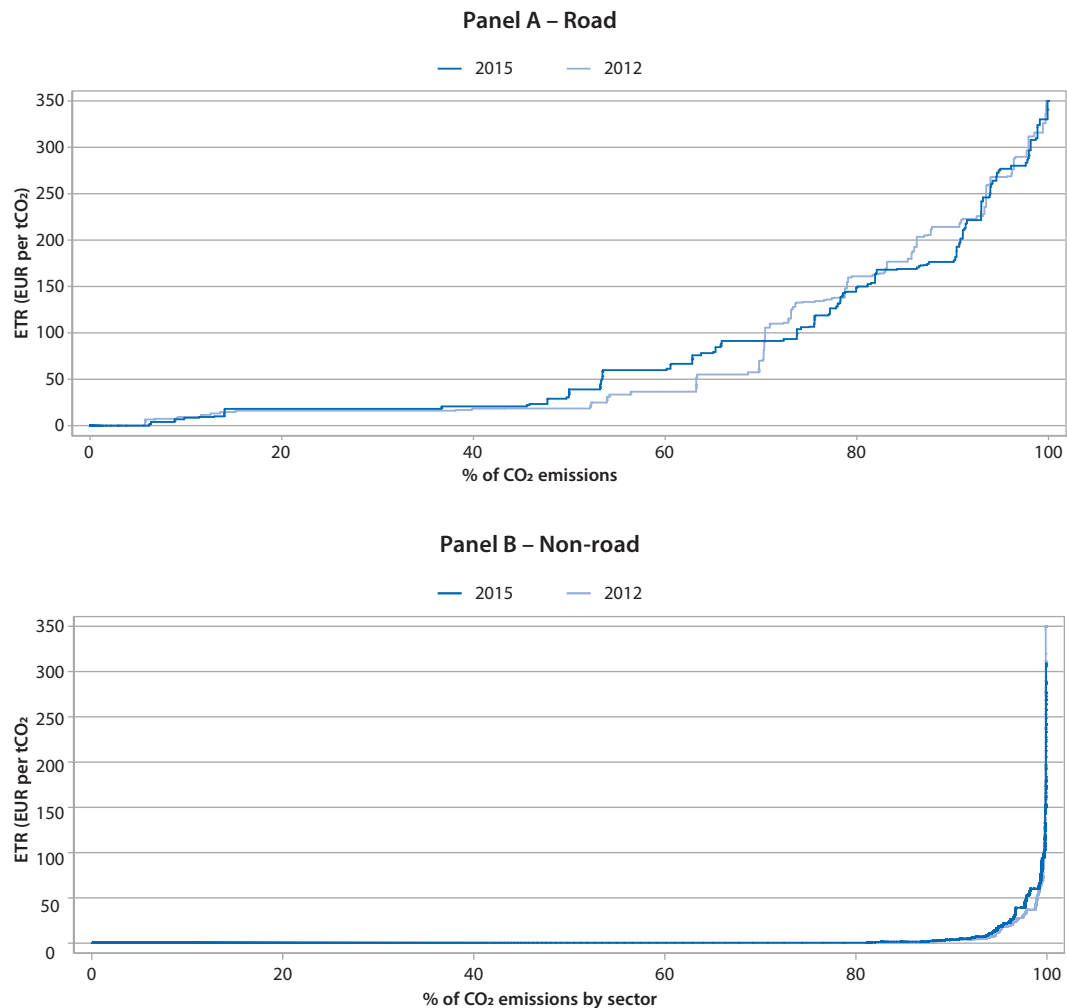 Panel A – Road
2015 2012
350
300
250
200
150
100
50
0
ETR (EUR per tCO₂)
0 20 40 60 80 100
% of CO₂ emissions
Panel B – Non-road
2015 2012
350
300
250
200
150
100
50
0
ETR (EUR per tCO₂
0 20 40 60 80 100
% of CO₂ emissions by sector